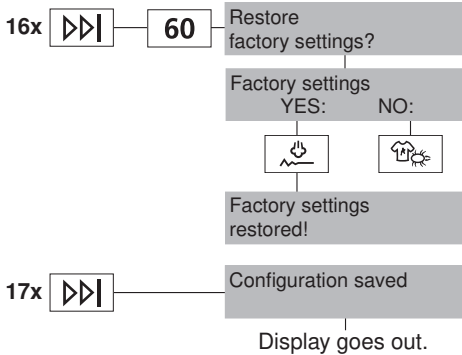 16x 60 Restore
factory settings?
Factory settings
YES: NO:
Factory settings
restored!
17x Configuration saved
Display goes out.